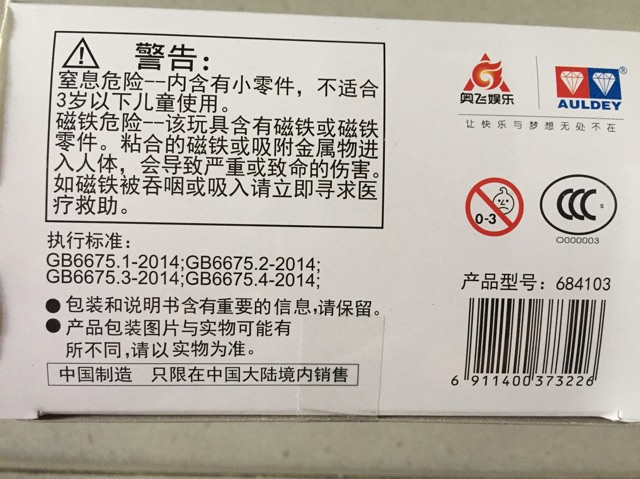 警告：
窒息危险--内含有小零件，不适合
3岁以下儿童使用。
磁铁危险--该玩具含有磁铁或磁铁
零件。粘合的磁铁或吸附金属物进
入人体，会导致严重或致命的伤害。
如磁铁被吞咽或吸入请立即寻求医
疗救助。
执行标准：
GB6675.1-2014;GB6675.2-2014;
GB6675.3-2014;GB6675.4-2014;
● 包装和说明书含有重要的信息,请保留。
● 产品包装图片与实物可能有
所不同,请以实物为准。
中国制造 只限在中国大陆境内销售
奥飞娱乐
AULDEY®
让快乐与梦想无处不在
0-3
CCC s
O000003
产品型号：684103
6 911400 373226